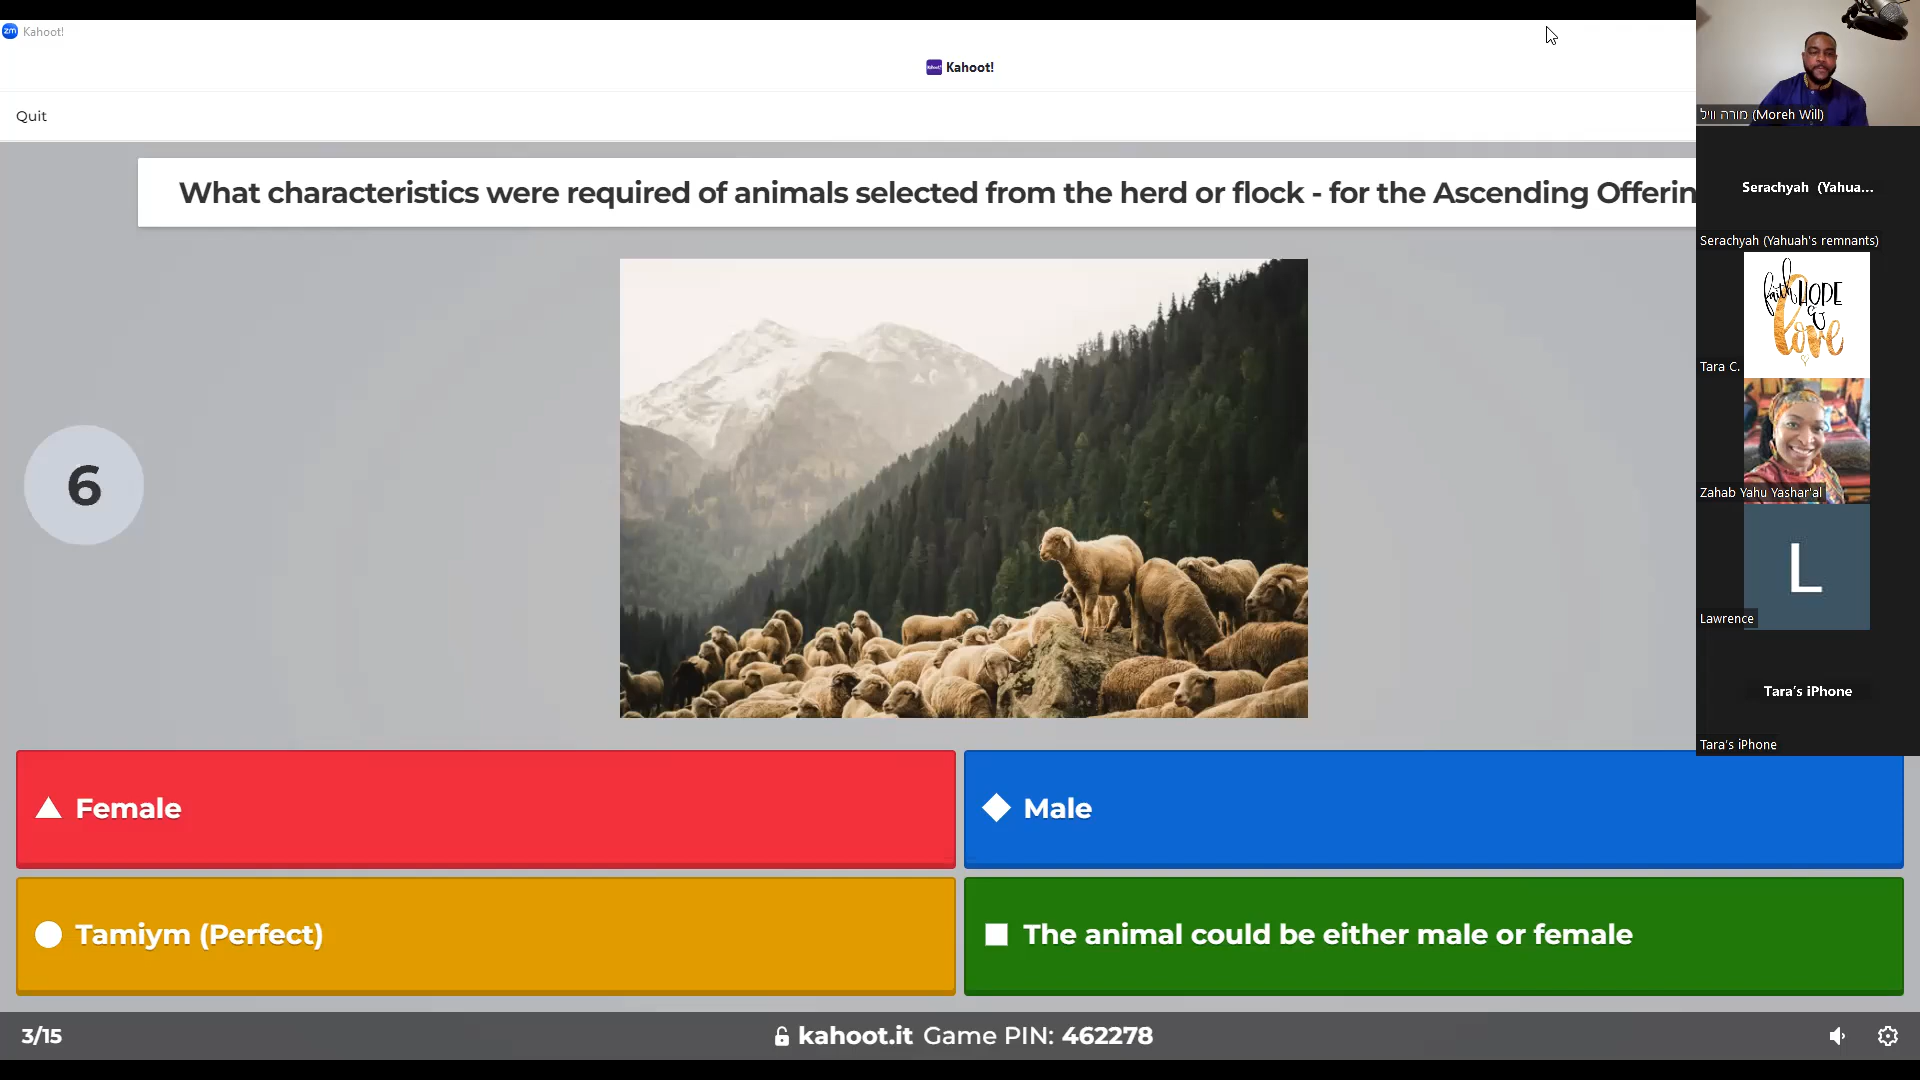 zm Kahoot!
Kahoot!
Quit
What characteristics were required of animals selected from the herd or flock - for the Ascending Offerin
6
Female
Male
Tamiym (Perfect)
The animal could be either male or female
3/15
kahoot.it Game PIN: 462278
מורה וויל (Moreh Will)
Serachyah (Yahua...
Serachyah (Yahuah's remnants)
faith HOPE & love
Tara C.
Zahab Yahu Yashar'al
L
Lawrence
Tara's iPhone
Tara's iPhone